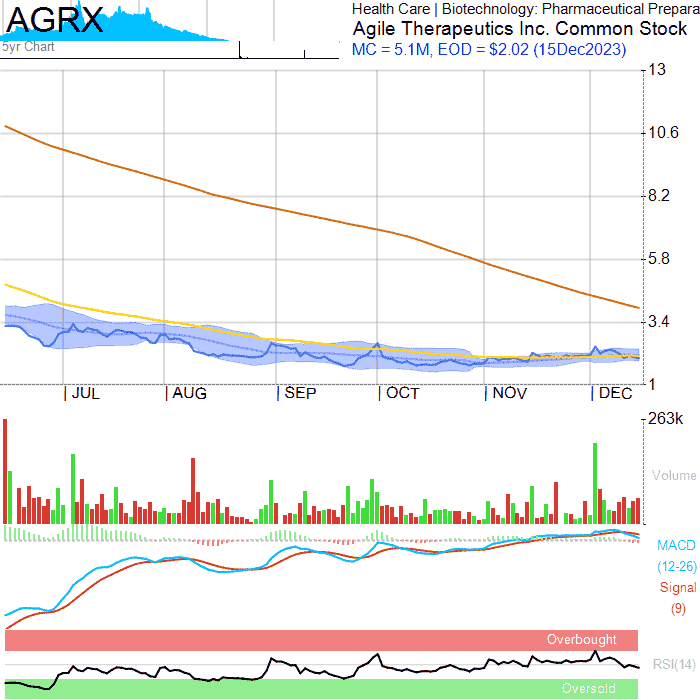 AGRX
5yr Chart
Health Care | Biotechnology: Pharmaceutical Prepara
Agile Therapeutics Inc. Common Stock
MC = 5.1M, EOD = $2.02 (15Dec2023)
13
10.6
8.2
5.8
3.4
1
JUL AUG SEP OCT NOV DEC
263k
Volume
MACD
(12-26)
Signal
(9)
Overbought
RSI(14)
Oversold